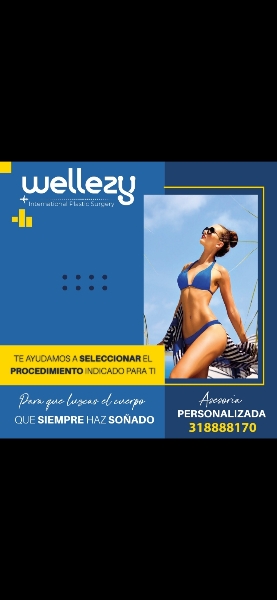 wellezy
International Plastic Surgery
TE AYUDAMOS A SELECCIONAR EL
PROCEDIMIENTO INDICADO PARA TI
Para que luzcas el cuerpo
QUE SIEMPRE HAZ SOÑADO
Asesoría
PERSONALIZADA
318888170